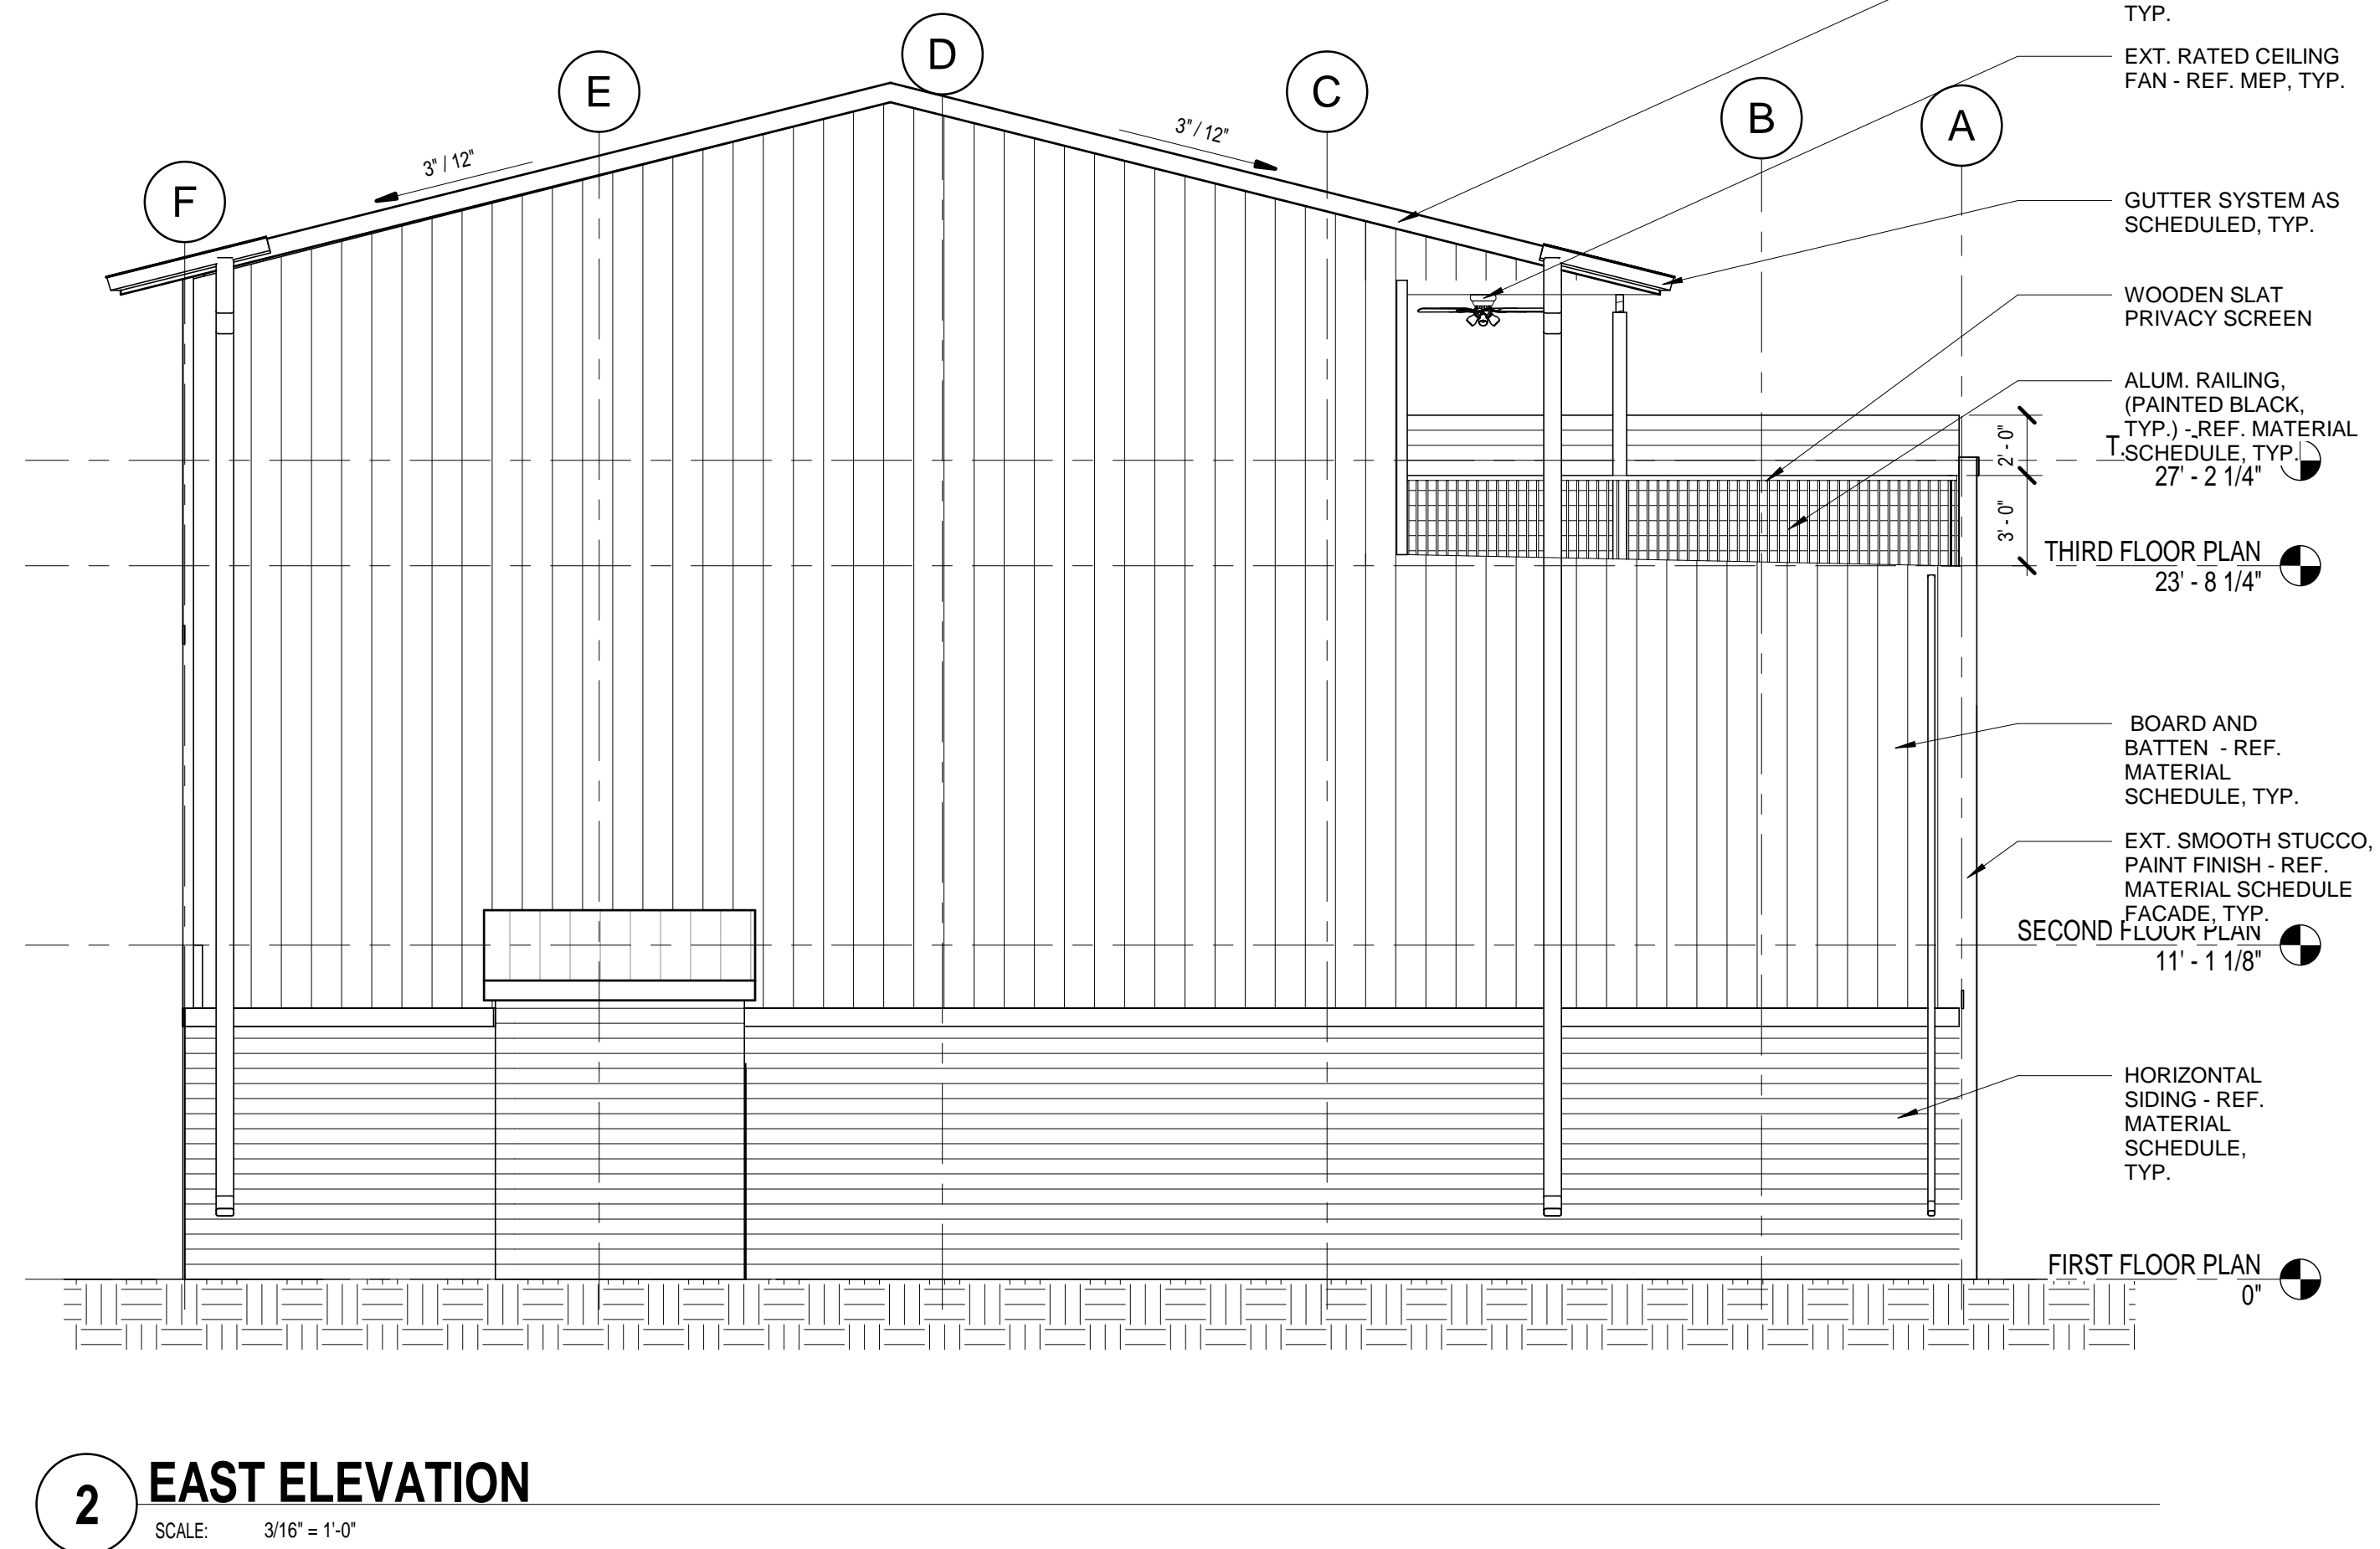 TYP.
EXT. RATED CEILING
FAN - REF. MEP, TYP.
GUTTER SYSTEM AS
SCHEDULED, TYP.
WOODEN SLAT
PRIVACY SCREEN
ALUM. RAILING,
(PAINTED BLACK,
TYP.) - REF. MATERIAL
SCHEDULE, TYP.
T.
27' - 2 1/4"
2' - 0"
3' - 0"
THIRD FLOOR PLAN
23' - 8 1/4"
BOARD AND
BATTEN - REF.
MATERIAL
SCHEDULE, TYP.
EXT. SMOOTH STUCCO,
PAINT FINISH - REF.
MATERIAL SCHEDULE
FACADE, TYP.
SECOND FLOOR PLAN
11' - 1 1/8"
HORIZONTAL
SIDING - REF.
MATERIAL
SCHEDULE,
TYP.
FIRST FLOOR PLAN
0"
F
E
D
C
B
A
3" / 12"
3" / 12"
2
EAST ELEVATION
SCALE: 3/16" = 1'-0"